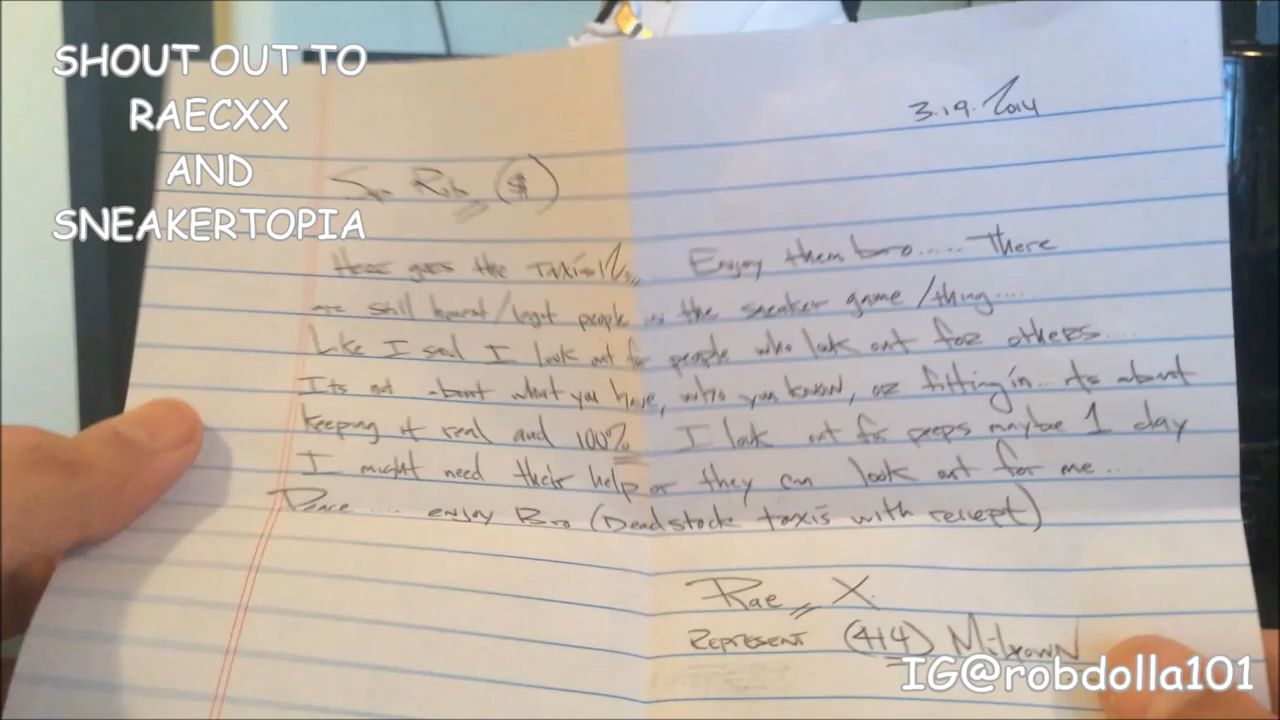 SHOUT OUT TO
RAECXX
AND
SNEAKERTOPIA
3.19.2014
Rob ($)
Here goes the Taxi Enjoy them bro..... There
are still honest/legit people in the sneaker game/thing.....
Like I said I look out for people who look out for others...
Its not about what you have, who you know, or fitting in... its about
keeping it real and 100% I look out for peeps maybe 1 day
I might need their help or they can look out for me...
Peace ... enjoy Bro (Deadstock taxis with receipt)
Rae X
REPRESENT (414)
IG@robdolla101